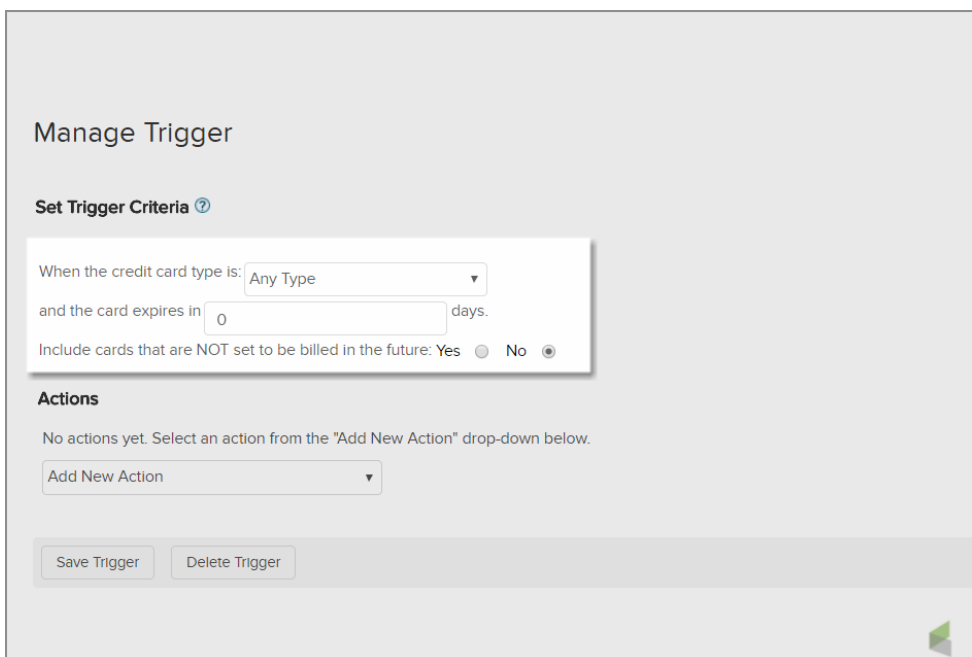 Manage Trigger
Set Trigger Criteria ?
When the credit card type is: Any Type
and the card expires in 0 days.
Include cards that are NOT set to be billed in the future: Yes No
Actions
No actions yet. Select an action from the "Add New Action" drop-down below.
Add New Action
Save Trigger Delete Trigger